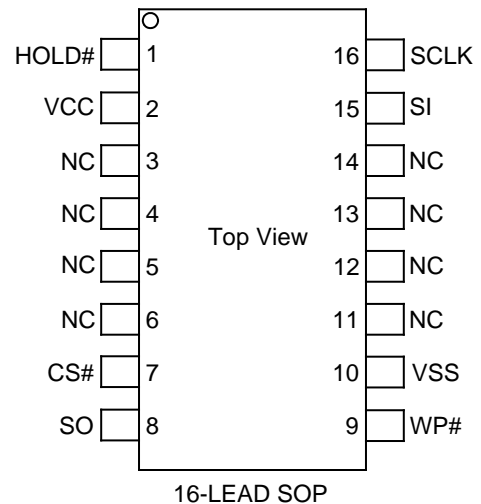 HOLD# 1 16 SCLK
VCC 2 15 SI
NC 3 14 NC
NC 4 13 NC
Top View
NC 5 12 NC
NC 6 11 NC
CS# 7 10 VSS
SO 8 9 WP#
16-LEAD SOP